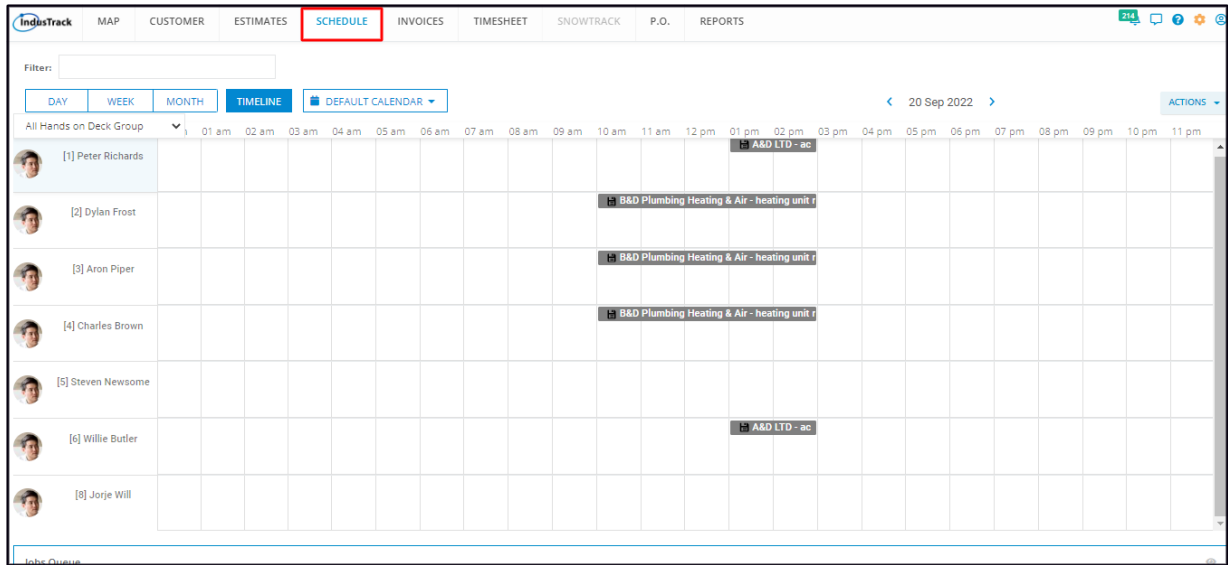 IndusTrack MAP CUSTOMER ESTIMATES SCHEDULE INVOICES TIMESHEET SNOWTRACK P.O. REPORTS 214
Filter:
DAY WEEK MONTH TIMELINE DEFAULT CALENDAR 20 Sep 2022 ACTIONS
All Hands on Deck Group 01 am 02 am 03 am 04 am 05 am 06 am 07 am 08 am 09 am 10 am 11 am 12 pm 01 pm 02 pm 03 pm 04 pm 05 pm 06 pm 07 pm 08 pm 09 pm 10 pm 11 pm
[1] Peter Richards A&D LTD - ac
[2] Dylan Frost B&D Plumbing Heating & Air - heating unit r
[3] Aron Piper B&D Plumbing Heating & Air - heating unit r
[4] Charles Brown B&D Plumbing Heating & Air - heating unit r
[5] Steven Newsome
[6] Willie Butler A&D LTD - ac
[8] Jorje Will
Jobs Queue